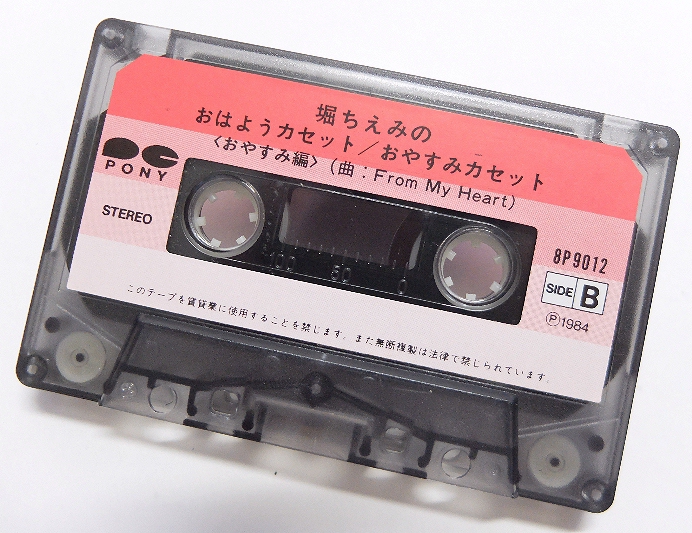 堀ちえみの
おはようカセット／おやすみカセット
〈おやすみ編〉(曲：From My Heart)
PC
PONY
STEREO
100 50 0
8P9012
SIDE B
Ⓟ1984
このテープを賃貸業に使用することを禁じます。また無断複製は法律で禁じられています。